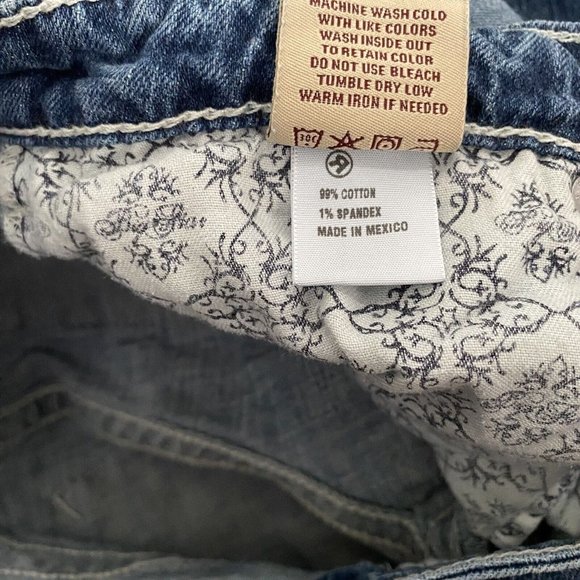 MACHINE WASH COLD
WITH LIKE COLORS
WASH INSIDE OUT
TO RETAIN COLOR
DO NOT USE BLEACH
TUMBLE DRY LOW
WARM IRON IF NEEDED
99% COTTON
1% SPANDEX
MADE IN MEXICO